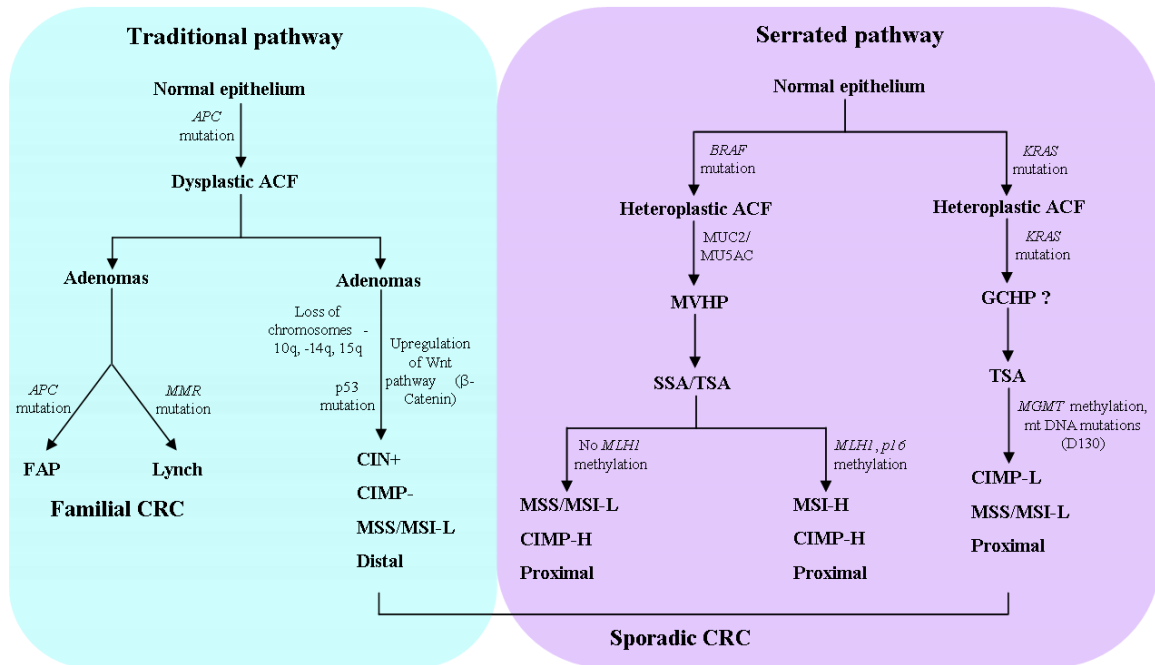 Traditional pathway
Normal epithelium
APC
mutation
Dysplastic ACF
Adenomas
Adenomas
Loss of
chromosomes -
10q, -14q, 15q
Upregulation
of Wnt
pathway (β-
Catenin)
p53
mutation
APC
mutation
MMR
mutation
FAP
Lynch
Familial CRC
CIN+
CIMP-
MSS/MSI-L
Distal
Serrated pathway
Normal epithelium
BRAF
mutation
KRAS
mutation
Heteroplastic ACF
Heteroplastic ACF
MUC2/
MU5AC
KRAS
mutation
MVHP
GCHP ?
SSA/TSA
TSA
No MLH1
methylation
MLH1, p16
methylation
MGMT methylation,
mt DNA mutations
(D130)
MSS/MSI-L
CIMP-H
Proximal
MSI-H
CIMP-H
Proximal
CIMP-L
MSS/MSI-L
Proximal
Sporadic CRC